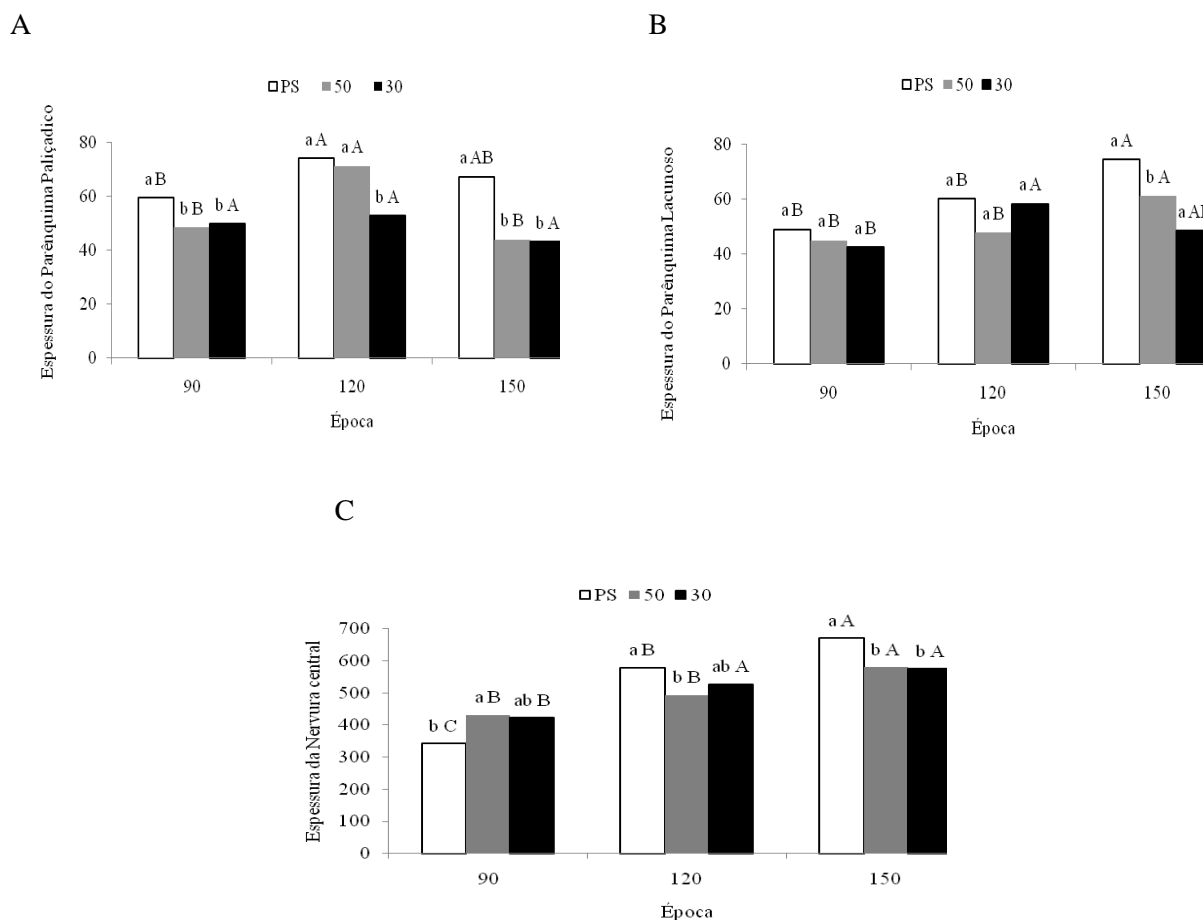 A
PS 50 30
Espessura do Parênquima Paliçadico
80
60
40
20
0
a B
b B
b A
a A
a A
b A
a AB
b B
b A
90 120 150
Época
B
PS 50 30
Espessura do Parênquima Lacunoso
80
60
40
20
0
a B
a B
a B
a B
a B
a A
a A
b A
a
90 120 150
Época
C
PS 50 30
Espessura da Nervura central
700
600
500
400
300
200
100
0
b C
a B
ab B
a B
b B
ab A
a A
b A
b A
90 120 150
Época